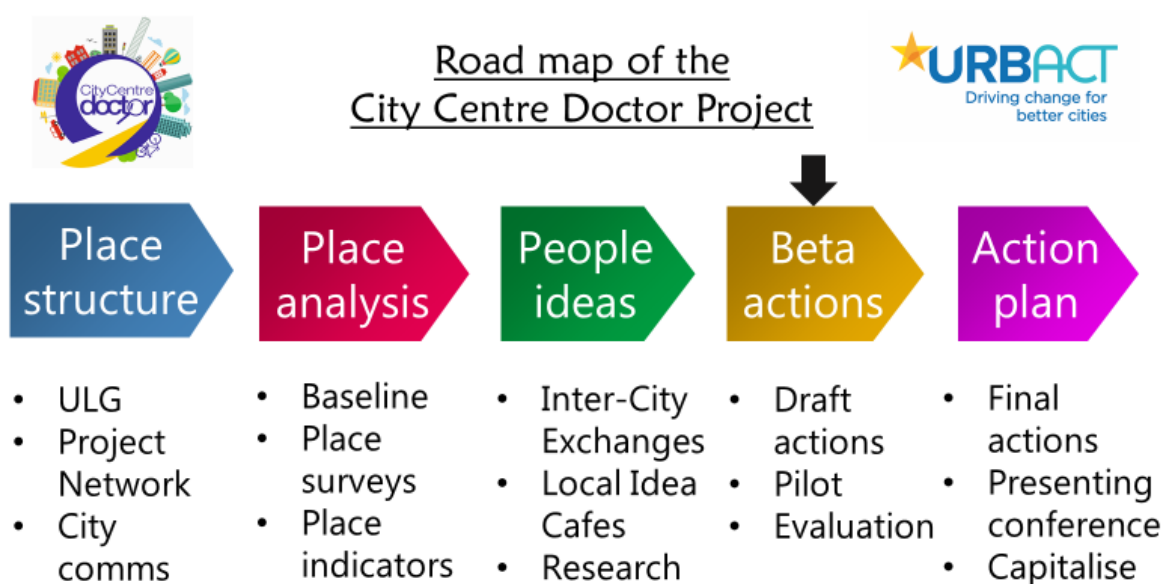 CityCentre
doctor
Road map of the
City Centre Doctor Project
URBACT
Driving change for
better cities
Place
structure
Place
analysis
People
ideas
Beta
actions
Action
plan
• ULG
• Project
Network
• City
comms
• Baseline
• Place
surveys
• Place
indicators
• Inter-City
Exchanges
• Local Idea
Cafes
• Research
• Draft
actions
• Pilot
• Evaluation
• Final
actions
• Presenting
conference
• Capitalise